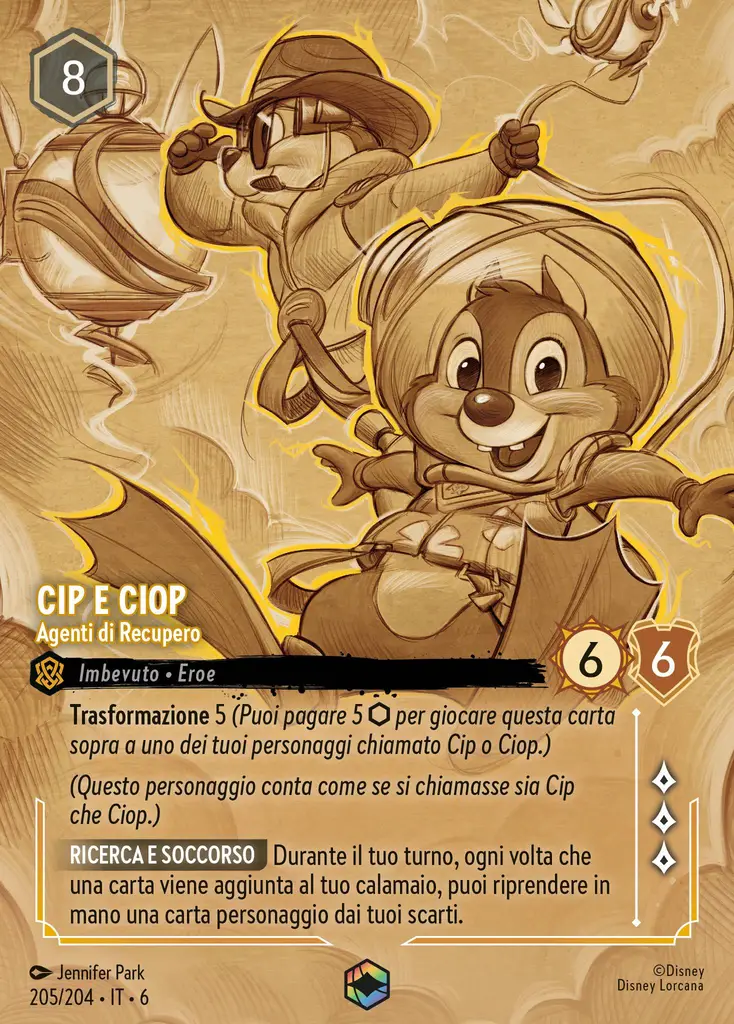 8
CIP E CIOP
Agenti di Recupero
6
6
Imbevuto • Eroe
Trasformazione 5 (Puoi pagare 5 ⬡ per giocare questa carta
sopra a uno dei tuoi personaggi chiamato Cip o Ciop.)
(Questo personaggio conta come se si chiamasse sia Cip
che Ciop.)
RICERCA E SOCCORSO Durante il tuo turno, ogni volta che
una carta viene aggiunta al tuo calamaio, puoi riprendere in
mano una carta personaggio dai tuoi scarti.
Jennifer Park
205/204 • IT • 6
©Disney
Disney Lorcana